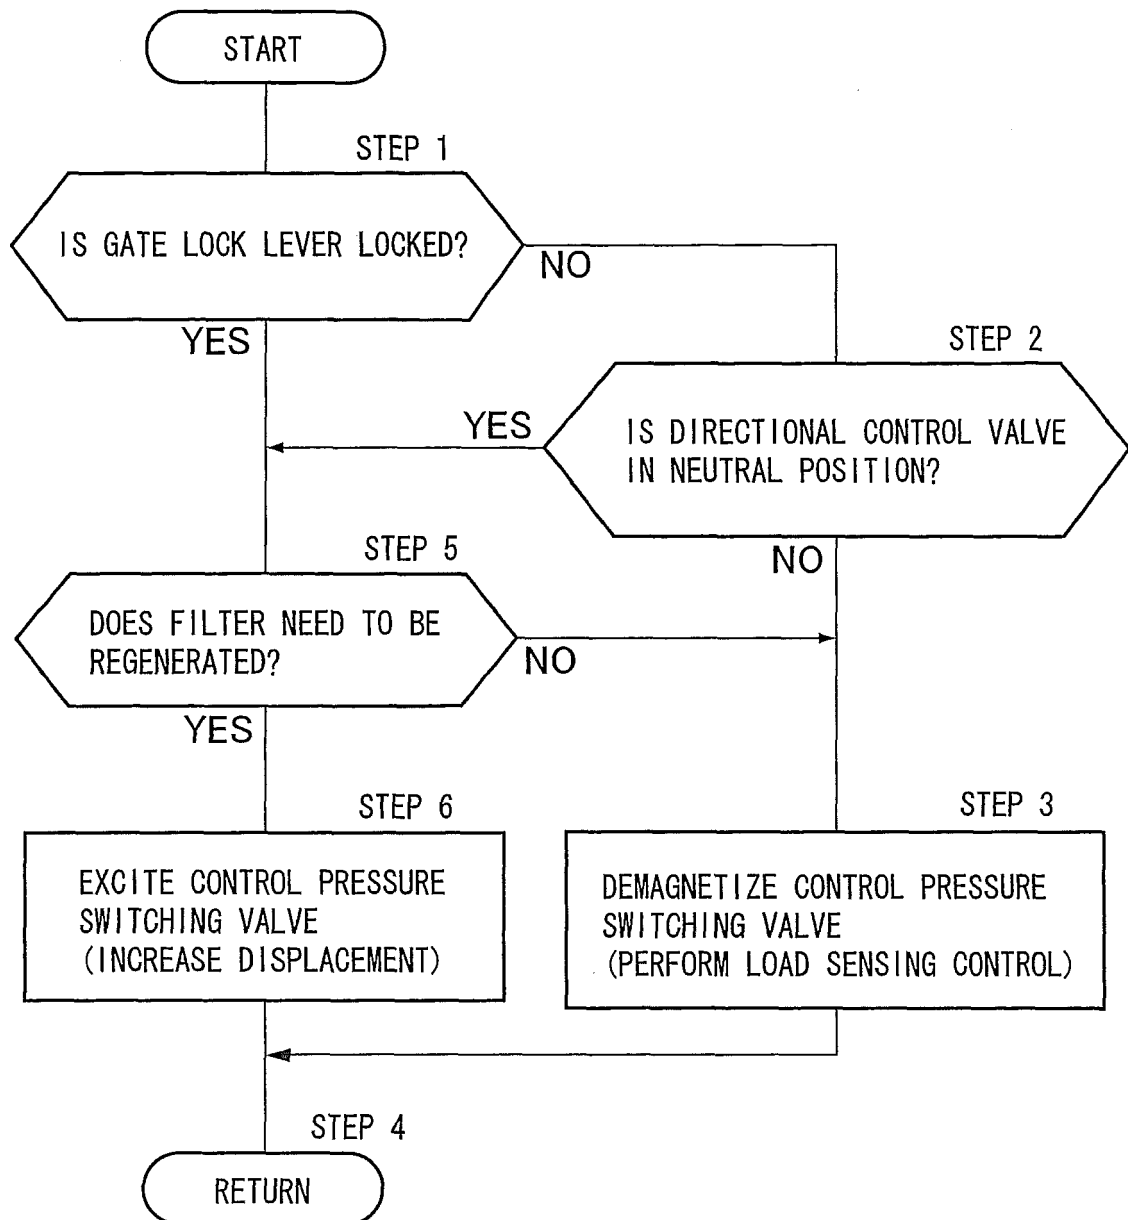 START
STEP 1
IS GATE LOCK LEVER LOCKED?
NO
YES
STEP 2
YES
IS DIRECTIONAL CONTROL VALVE
IN NEUTRAL POSITION?
NO
STEP 5
DOES FILTER NEED TO BE
REGENERATED?
NO
YES
STEP 6
EXCITE CONTROL PRESSURE
SWITCHING VALVE
(INCREASE DISPLACEMENT)
STEP 3
DEMAGNETIZE CONTROL PRESSURE
SWITCHING VALVE
(PERFORM LOAD SENSING CONTROL)
STEP 4
RETURN